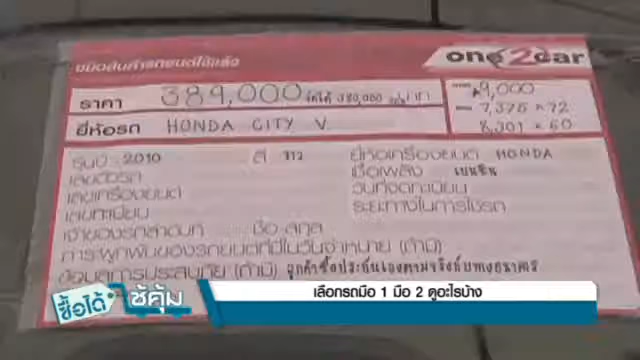 one2car
ชนิดสินค้ารถยนต์ใช้แล้ว
ราคา 389,000
9,000
7,375 x 72
8,301 x 60
ยี่ห้อรถ HONDA CITY V
รุ่นปี 2010 สี เทา ยี่ห้อเครื่องยนต์ HONDA
เลขตัวรถ เชื้อเพลิง เบนซิน
เลขเครื่องยนต์ วันที่จดทะเบียน
เลขทะเบียน ระยะทางในการใช้รถ
เจ้าของรถลำดับที่ ชื่อ สกุล
ภาระผูกพันของรถยนต์ที่มีในวันจำหน่าย (ถ้ามี)
ข้อมูลการประสบภัย (ถ้ามี)
เลือกรถมือ 1 มือ 2 ดูอะไรบ้าง
ซื้อได้ ใช้คุ้ม